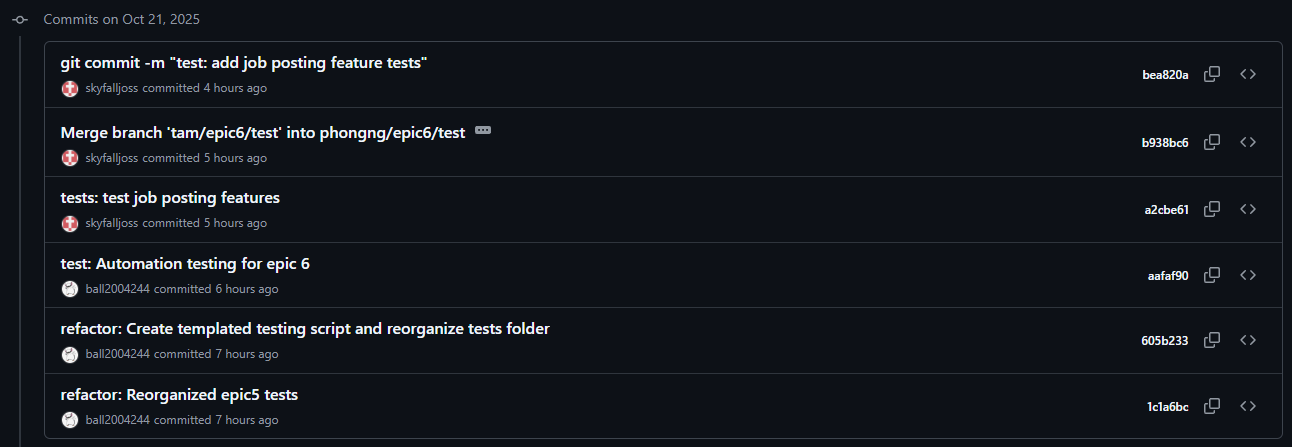 Commits on Oct 21, 2025
git commit -m "test: add job posting feature tests"
skyfalljoss committed 4 hours ago
bea820a
Merge branch 'tam/epic6/test' into phongng/epic6/test
skyfalljoss committed 5 hours ago
b938bc6
tests: test job posting features
skyfalljoss committed 5 hours ago
a2cbe61
test: Automation testing for epic 6
ball2004244 committed 6 hours ago
aafaf90
refactor: Create templated testing script and reorganize tests folder
ball2004244 committed 7 hours ago
605b233
refactor: Reorganized epic5 tests
ball2004244 committed 7 hours ago
1c1a6bc